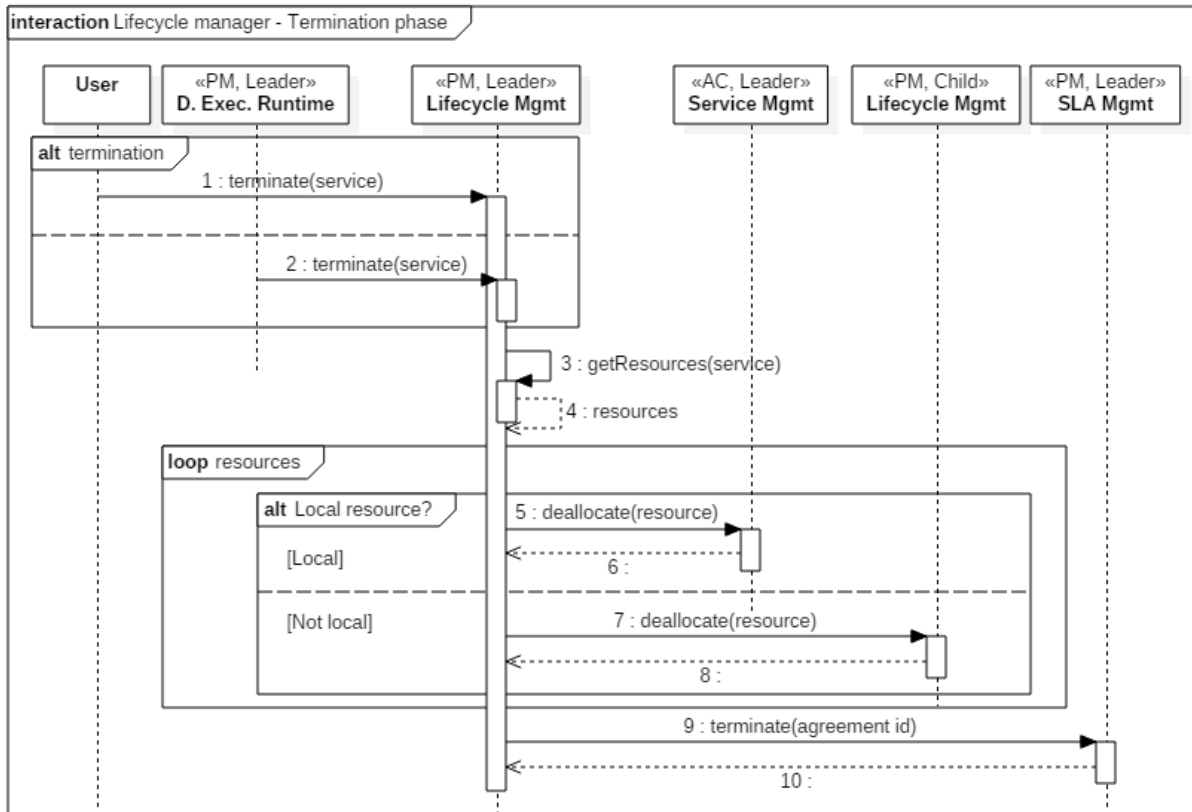 interaction Lifecycle manager - Termination phase
User
«PM, Leader»
D. Exec. Runtime
«PM, Leader»
Lifecycle Mgmt
«AC, Leader»
Service Mgmt
«PM, Child»
Lifecycle Mgmt
«PM, Leader»
SLA Mgmt
alt termination
1 : terminate(service)
2 : terminate(service)
3 : getResources(service)
4 : resources
loop resources
alt Local resource?
5 : deallocate(resource)
[Local]
6 :
[Not local]
7 : deallocate(resource)
8 :
9 : terminate(agreement id)
10 :